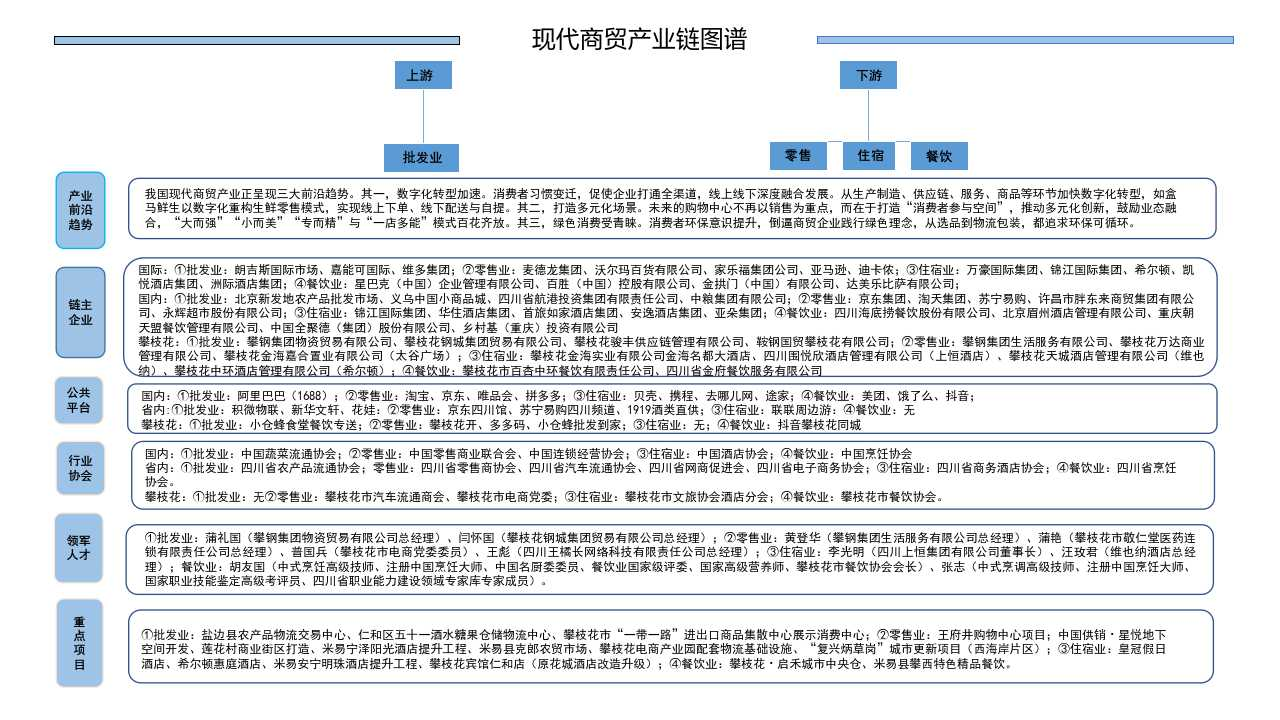 现代商贸产业链图谱
上游
下游
批发业
零售
住宿
餐饮
产业
前沿
趋势
我国现代商贸产业正呈现三大前沿趋势。其一，数字化转型加速。消费者习惯变迁，促使企业打通全渠道，线上线下深度融合发展。从生产制造、供应链、服务、商品等环节加快数字化转型，如盒
马鲜生以数字化重构生鲜零售模式，实现线上下单、线下配送与自提。其二，打造多元化场景。未来的购物中心不再以销售为重点，而在于打造“消费者参与空间”，推动多元化创新，鼓励业态融
合，“大而强”“小而美”“专而精”与“一店多能”模式百花齐放。其三，绿色消费受青睐。消费者环保意识提升，倒逼商贸企业践行绿色理念，从选品到物流包装，都追求环保可循环。
链主
企业
国际：①批发业：朗吉斯国际市场、嘉能可国际、维多集团；②零售业：麦德龙集团、沃尔玛百货有限公司、家乐福集团公司、亚马逊、迪卡侬；③住宿业：万豪国际集团、锦江国际集团、希尔顿、凯
悦酒店集团、洲际酒店集团；④餐饮业：星巴克（中国）企业管理有限公司、百胜（中国）控股有限公司、金拱门（中国）有限公司、达美乐比萨有限公司；
国内：①批发业：北京新发地农产品批发市场、义乌中国小商品城、四川省航港投资集团有限责任公司、中粮集团有限公司；②零售业：京东集团、淘天集团、苏宁易购、许昌市胖东来商贸集团有限公
司、永辉超市股份有限公司；③住宿业：锦江国际集团、华住酒店集团、首旅如家酒店集团、安逸酒店集团、亚朵集团；④餐饮业：四川海底捞餐饮股份有限公司、北京眉州酒店管理有限公司、重庆朝
天盟餐饮管理有限公司、中国全聚德（集团）股份有限公司、乡村基（重庆）投资有限公司
攀枝花：①批发业：攀钢集团物资贸易有限公司、攀枝花钢城集团贸易有限公司、攀枝花骏丰供应链管理有限公司、鞍钢国贸攀枝花有限公司；②零售业：攀钢集团生活服务有限公司、攀枝花万达商业
管理有限公司、攀枝花金海嘉合置业有限公司（太谷广场）；③住宿业：攀枝花金海实业有限公司金海名都大酒店、四川围悦欣酒店管理有限公司（上恒酒店）、攀枝花天城酒店管理有限公司（维也
纳）、攀枝花中环酒店管理有限公司（希尔顿）；④餐饮业：攀枝花市百杏中环餐饮有限责任公司、四川省金府餐饮服务有限公司
公共
平台
国内：①批发业：阿里巴巴（1688）；②零售业：淘宝、京东、唯品会、拼多多；③住宿业：贝壳、携程、去哪儿网、途家；④餐饮业：美团、饿了么、抖音；
省内：①批发业：积微物联、新华文轩、花娃：②零售业：京东四川馆、苏宁易购四川频道、1919酒类直供；③住宿业：联联周边游：④餐饮业：无
攀枝花：①批发业：小仓蜂食堂餐饮专送；②零售业：攀枝花开、多多码、小仓蜂批发到家；③住宿业：无；④餐饮业：抖音攀枝花同城
行业
协会
国内：①批发业：中国蔬菜流通协会；②零售业：中国零售商业联合会、中国连锁经营协会；③住宿业：中国酒店协会；④餐饮业：中国烹饪协会
省内：①批发业：四川省农产品流通协会；零售业：四川省零售商协会、四川省汽车流通协会、四川省网商促进会、四川省电子商务协会；③住宿业：四川省商务酒店协会；④餐饮业：四川省烹饪
协会。
攀枝花：①批发业：无②零售业：攀枝花市汽车流通商会、攀枝花市电商党委；③住宿业：攀枝花市文旅协会酒店分会；④餐饮业：攀枝花市餐饮协会。
领军
人才
①批发业：蒲礼国（攀钢集团物资贸易有限公司总经理）、闫怀国（攀枝花钢城集团贸易有限公司总经理）；②零售业：黄登华（攀钢集团生活服务有限公司总经理）、蒲艳（攀枝花市敬仁堂医药连
锁有限责任公司总经理）、普国兵（攀枝花市电商党委委员）、王彪（四川王橘长网络科技有限责任公司总经理）；③住宿业：李光明（四川上恒集团有限公司董事长）、汪玫君（维也纳酒店总经
理）；餐饮业：胡友国（中式烹饪高级技师、注册中国烹饪大师、中国名厨委委员、餐饮业国家级评委、国家高级营养师、攀枝花市餐饮协会会长）、张志（中式烹调高级技师、注册中国烹饪大师、
国家职业技能鉴定高级考评员、四川省职业能力建设领域专家库专家成员）。
重
点
项
目
①批发业：盐边县农产品物流交易中心、仁和区五十一酒水糖果仓储物流中心、攀枝花市“一带一路”进出口商品集散中心展示消费中心；②零售业：王府井购物中心项目；中国供销·星悦地下
空间开发、莲花村商业街区打造、米易宁泽阳光酒店提升工程、米易县克郎农贸市场、攀枝花电商产业园配套物流基础设施、“复兴炳草岗”城市更新项目（西海岸片区）；③住宿业：皇冠假日
酒店、希尔顿惠庭酒店、米易安宁明珠酒店提升工程、攀枝花宾馆仁和店（原花城酒店改造升级）；④餐饮业：攀枝花·启禾城市中央仓、米易县攀西特色精品餐饮。